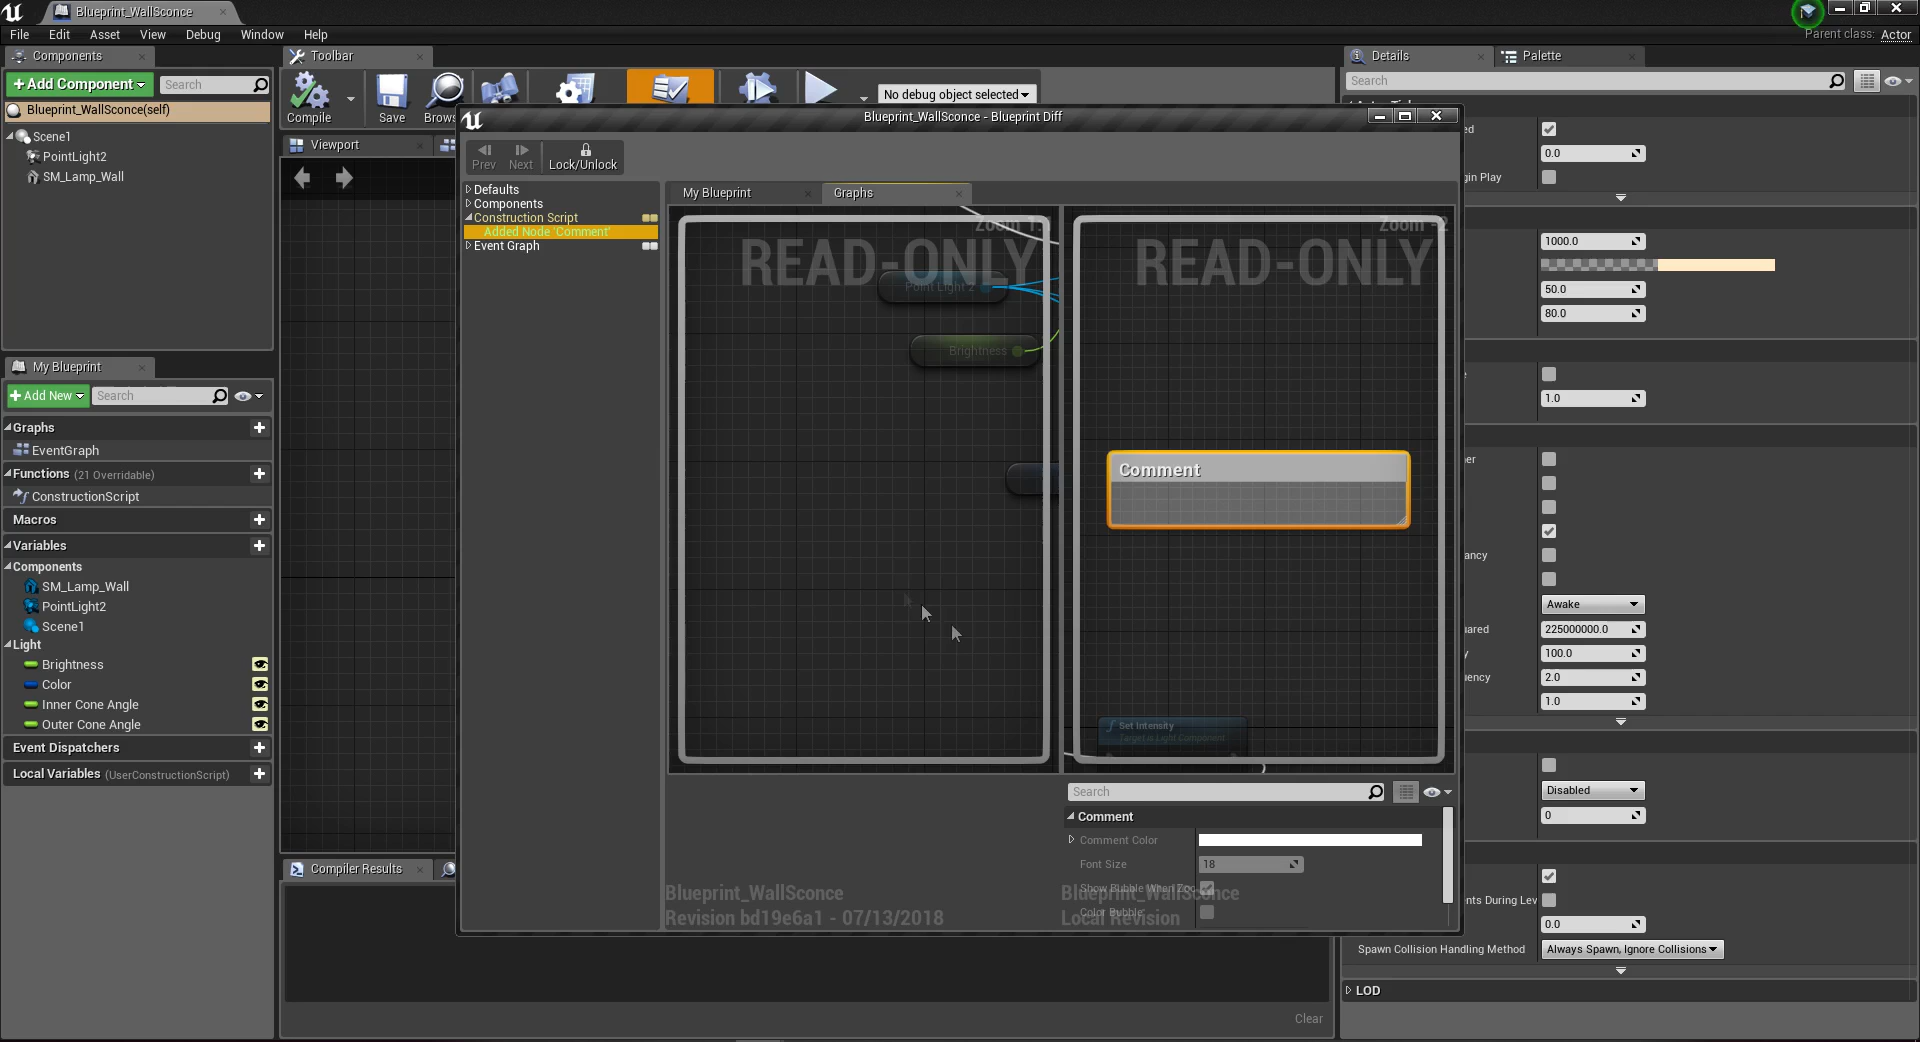 Blueprint_WallSconce
File Edit Asset View Debug Window Help
Parent class: Actor
Components
Toolbar
Details
Palette
Add Component
Search
Compile
Save
Brows
No debug object selected
Search
Blueprint_WallSconce(self)
Scene1
PointLight2
SM_Lamp_Wall
Viewport
Blueprint_WallSconce - Blueprint Diff
Prev
Next
Lock/Unlock
Defaults
Components
Construction Script
Added Node 'Comment'
Event Graph
My Blueprint
Graphs
READ-ONLY
Point Light 2
Brightness
Zoom -2
READ-ONLY
Comment
Set Intensity
Target is Light Component
Search
Comment
Comment Color
Font Size
18
Show Bubble When Zoo
Color Bubble
Blueprint_WallSconce
Revision bd19e6a1 - 07/13/2018
Blueprint_WallSconce
Local Revision
My Blueprint
Add New
Search
Graphs
EventGraph
Functions (21 Overridable)
ConstructionScript
Macros
Variables
Components
SM_Lamp_Wall
PointLight2
Scene1
Light
Brightness
Color
Inner Cone Angle
Outer Cone Angle
Event Dispatchers
Local Variables (UserConstructionScript)
Compiler Results
Clear
0.0
gin Play
1000.0
50.0
80.0
1.0
Awake
225000000.0
100.0
2.0
1.0
Disabled
0
nts During Lev
0.0
Spawn Collision Handling Method
Always Spawn, Ignore Collisions
LOD